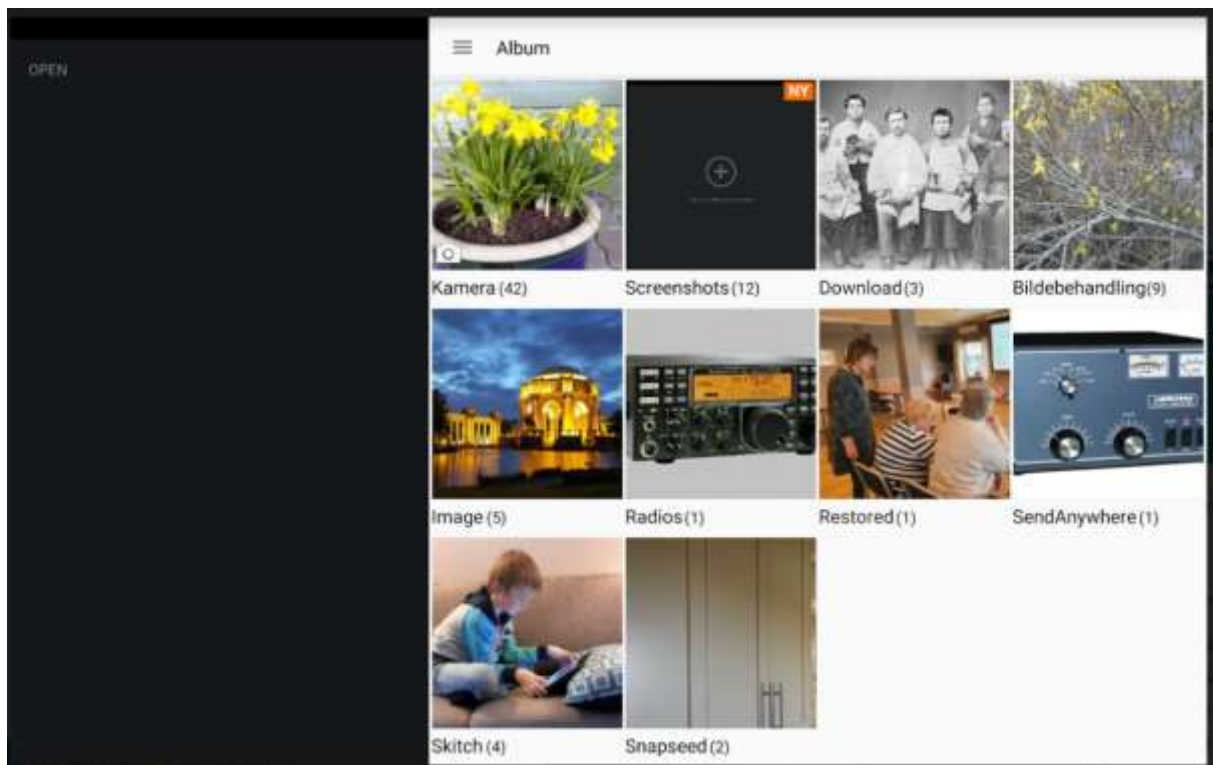 OPEN
Album
NY
Kamera (42)
Screenshots (12)
Download (3)
Bildebehandling(9)
Image (5)
Radios (1)
Restored (1)
SendAnywhere (1)
Skitch (4)
Snapseed (2)